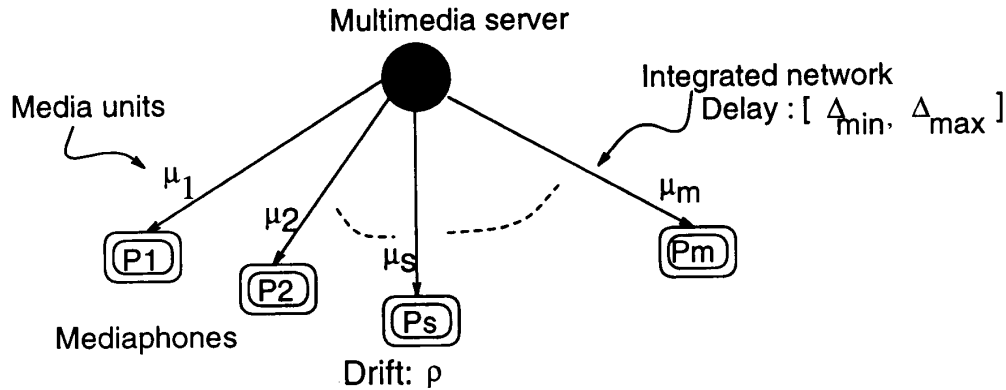 Multimedia server
Integrated network
Delay : [ Δmin, Δmax ]
Media units
μ1
μ2
μs
μm
P1
P2
Ps
Pm
Mediaphones
Drift: ρ